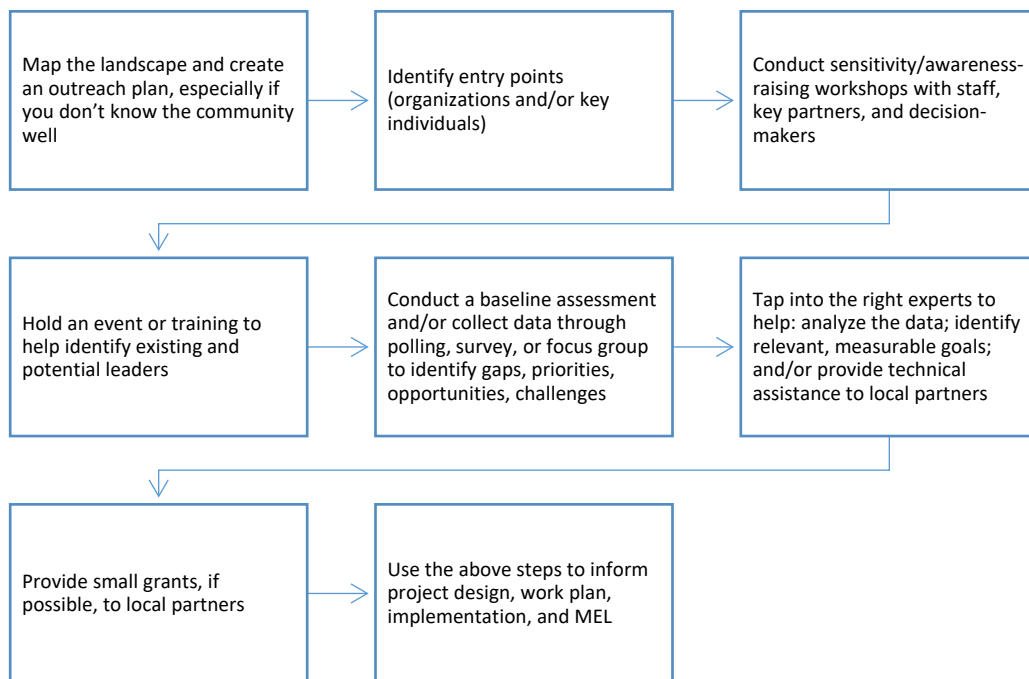 Map the landscape and create
an outreach plan, especially if
you don’t know the community
well
Identify entry points
(organizations and/or key
individuals)
Conduct sensitivity/awareness-
raising workshops with staff,
key partners, and decision-
makers
Hold an event or training to
help identify existing and
potential leaders
Conduct a baseline assessment
and/or collect data through
polling, survey, or focus group
to identify gaps, priorities,
opportunities, challenges
Tap into the right experts to
help: analyze the data; identify
relevant, measurable goals;
and/or provide technical
assistance to local partners
Provide small grants, if
possible, to local partners
Use the above steps to inform
project design, work plan,
implementation, and MEL